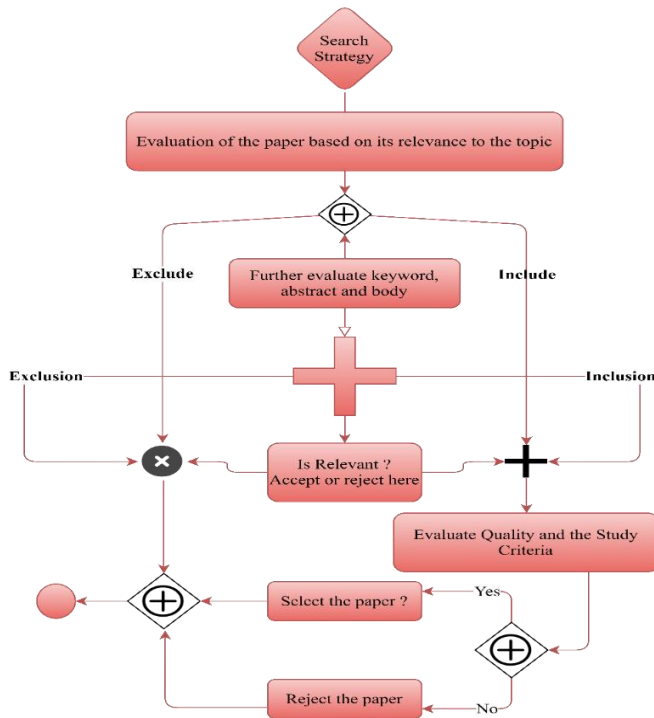 Search
Strategy
Evaluation of the paper based on its relevance to the topic
Exclude
Include
Further evaluate keyword,
abstract and body
Exclusion
Inclusion
Is Relevant ?
Accept or reject here
Evaluate Quality and the Study
Criteria
Select the paper ?
Yes
Reject the paper
No